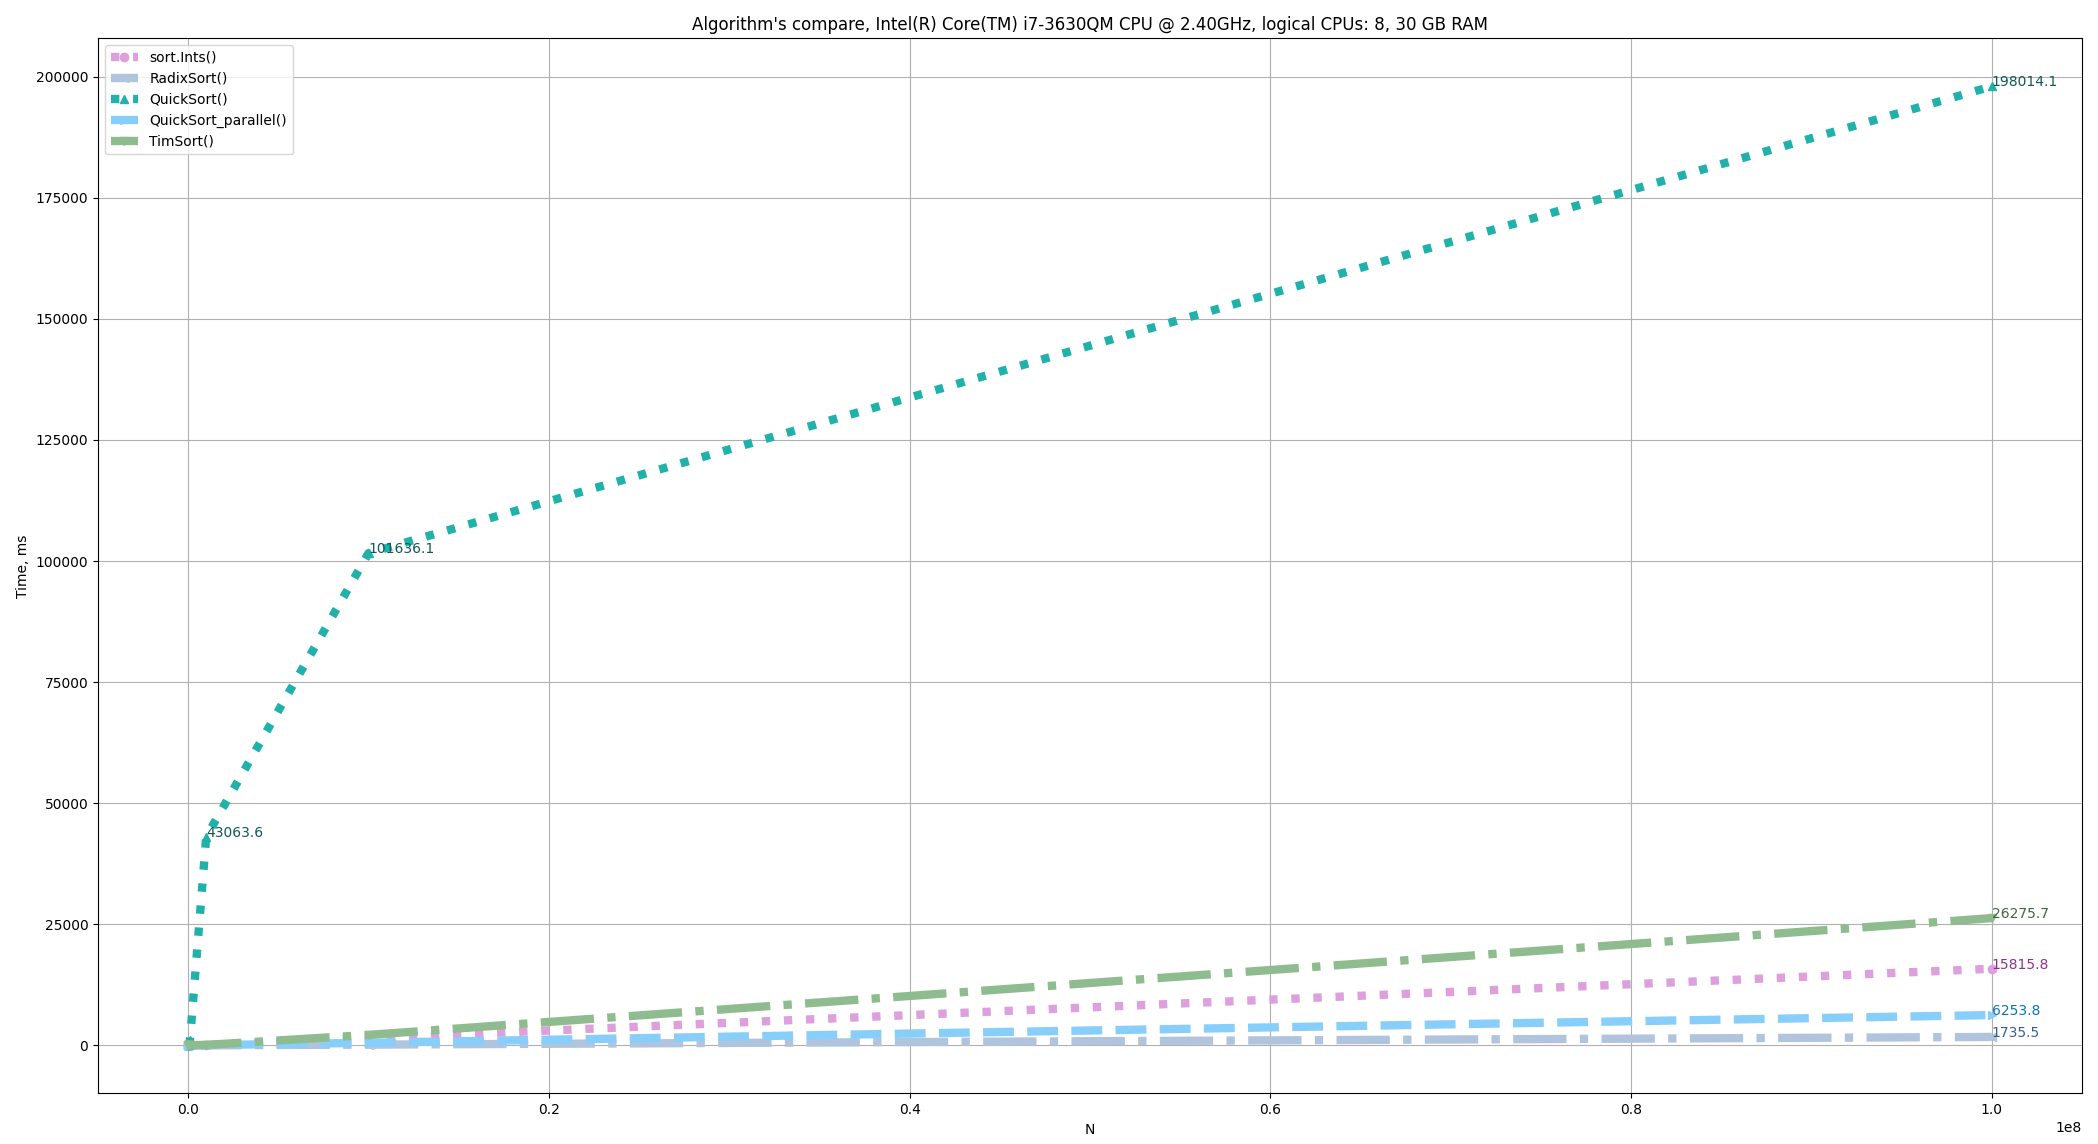 Algorithm's compare, Intel(R) Core(TM) i7-3630QM CPU @ 2.40GHz, logical CPUs: 8, 30 GB RAM
sort.Ints()
RadixSort()
QuickSort()
QuickSort_parallel()
TimSort()
200000
175000
150000
125000
100000
75000
50000
25000
0
Time, ms
198014.1
101636.1
43063.6
26275.7
15815.8
6253.8
1735.5
0.0 0.2 0.4 0.6 0.8 1.0
1e8
N